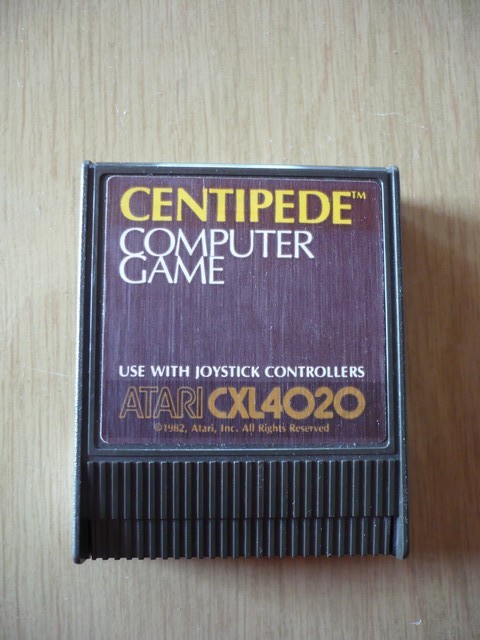 CENTIPEDE™
COMPUTER
GAME
USE WITH JOYSTICK CONTROLLERS
ATARI CXL4020
©1982, Atari, Inc. All Rights Reserved